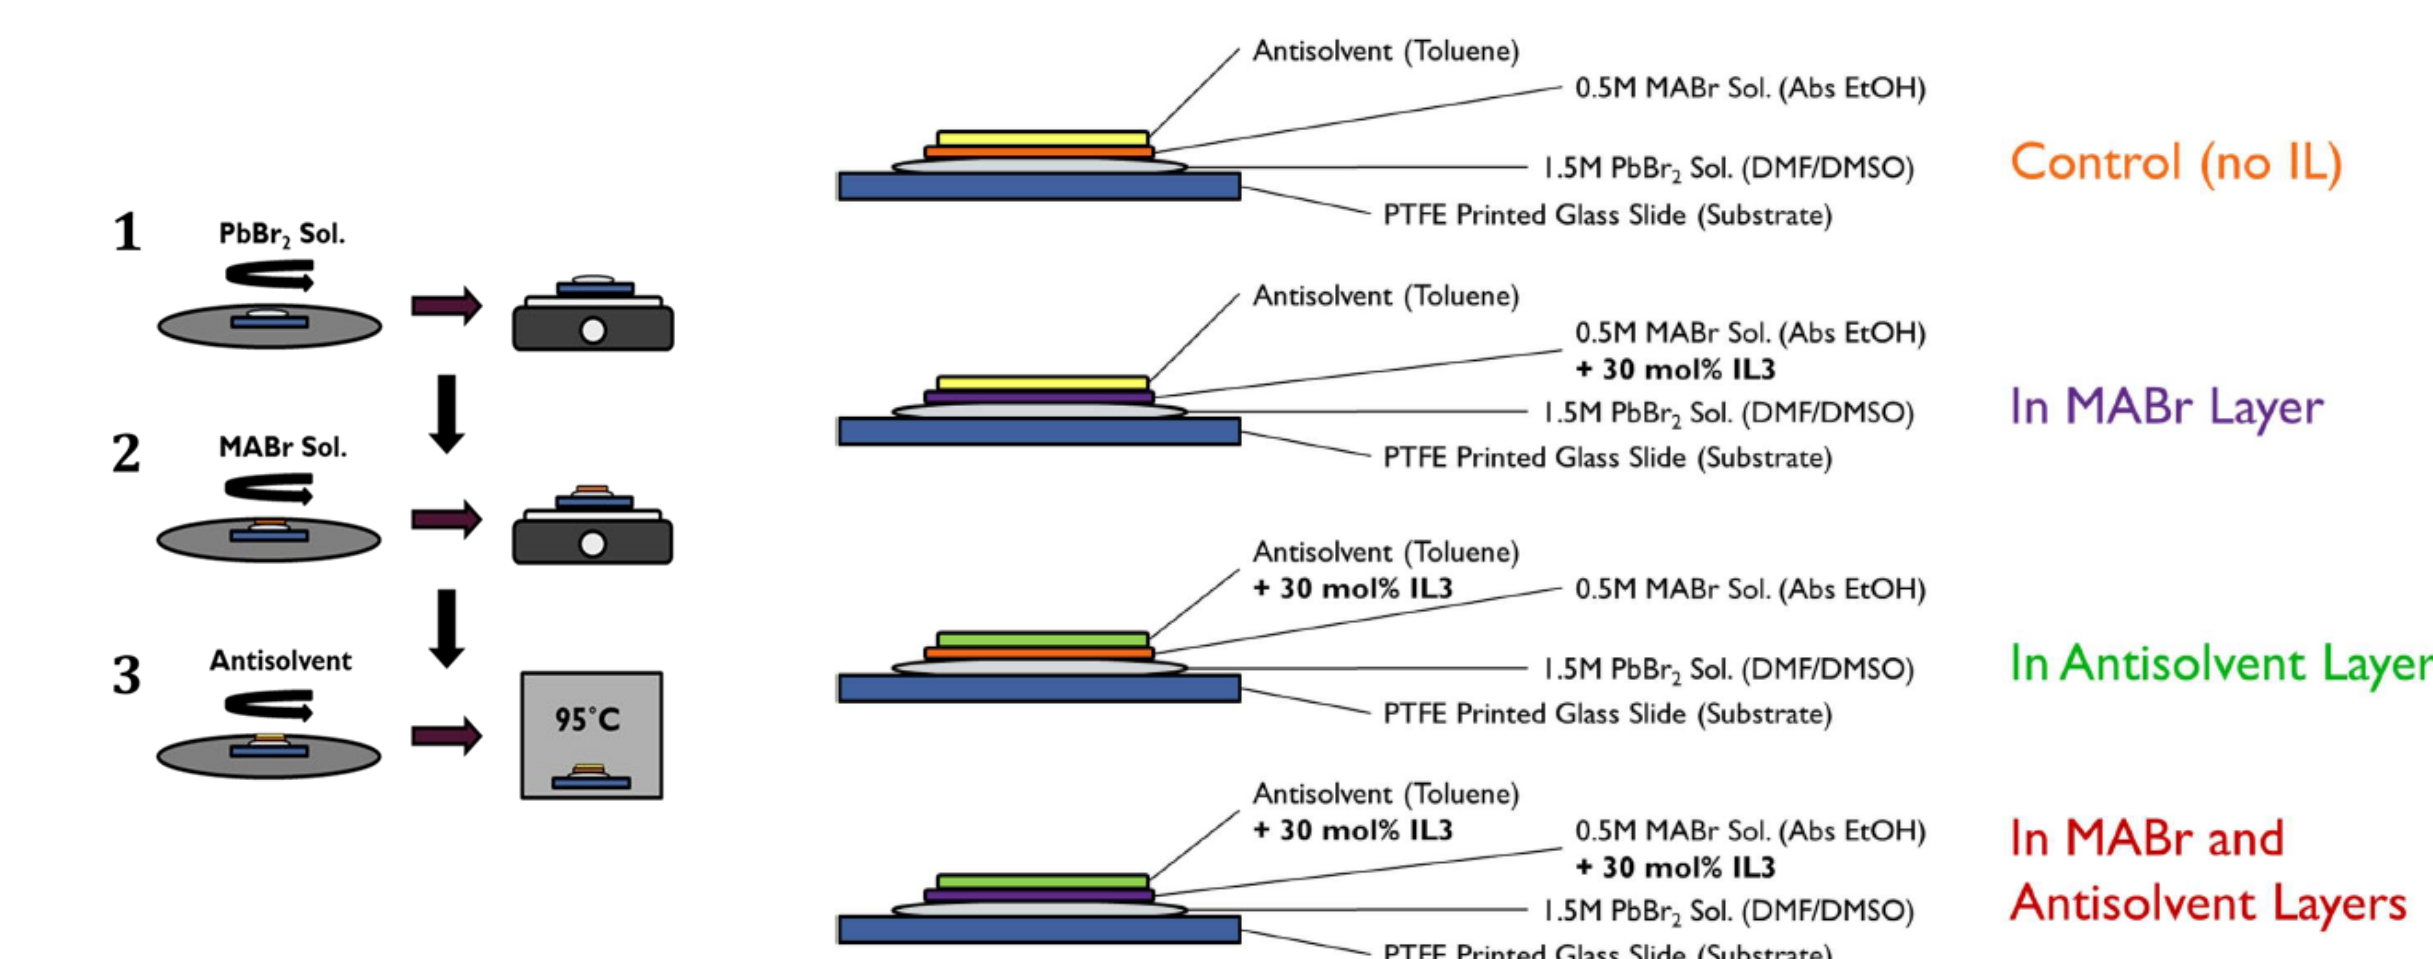 1
PbBr₂ Sol.
2
MABr Sol.
3
Antisolvent
95°C
Antisolvent (Toluene)
0.5M MABr Sol. (Abs EtOH)
1.5M PbBr₂ Sol. (DMF/DMSO)
PTFE Printed Glass Slide (Substrate)
Control (no IL)
Antisolvent (Toluene)
0.5M MABr Sol. (Abs EtOH)
+ 30 mol% IL3
1.5M PbBr₂ Sol. (DMF/DMSO)
PTFE Printed Glass Slide (Substrate)
In MABr Layer
Antisolvent (Toluene)
+ 30 mol% IL3
0.5M MABr Sol. (Abs EtOH)
1.5M PbBr₂ Sol. (DMF/DMSO)
PTFE Printed Glass Slide (Substrate)
In Antisolvent Layer
Antisolvent (Toluene)
+ 30 mol% IL3
0.5M MABr Sol. (Abs EtOH)
+ 30 mol% IL3
1.5M PbBr₂ Sol. (DMF/DMSO)
PTFE Printed Glass Slide (Substrate)
In MABr and
Antisolvent Layers